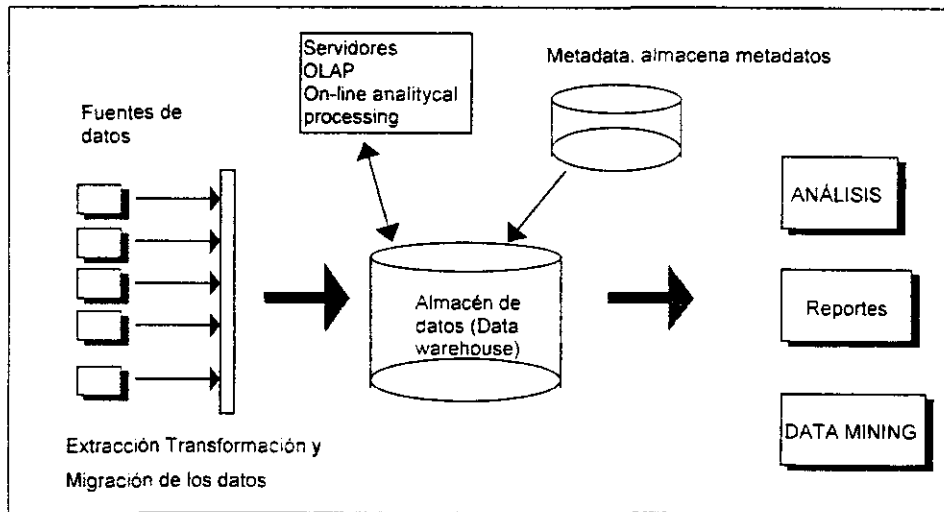 Servidores
OLAP
On-line analitycal
processing
Metadata. almacena metadatos
Fuentes de
datos
Almacén de
datos (Data
warehouse)
ANÁLISIS
Reportes
DATA MINING
Extracción Transformación y
Migración de los datos